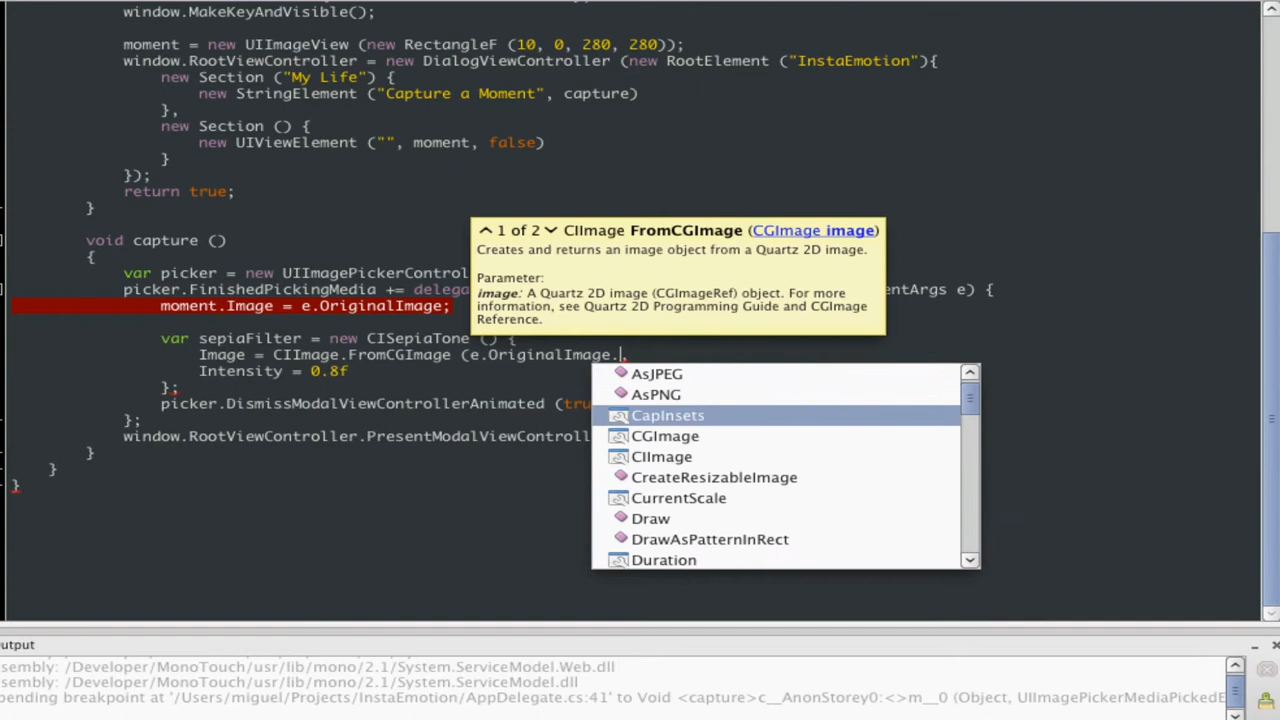 window.MakeKeyAndVisible();
moment = new UIImageView (new RectangleF (10, 0, 280, 280));
window.RootViewController = new DialogViewController (new RootElement ("InstaEmotion"){
new Section ("My Life") {
new StringElement ("Capture a Moment", capture)
},
new Section () {
new UIViewElement ("", moment, false)
}
});
return true;
}
void capture ()
{
var picker = new UIImagePickerControl
picker.FinishedPickingMedia += delega
entArgs e) {
moment.Image = e.OriginalImage;
var sepiaFilter = new CISepiaTone () {
Image = CIImage.FromCGImage (e.OriginalImage.,
Intensity = 0.8f
};
picker.DismissModalViewControllerAnimated (tru
};
window.RootViewController.PresentModalViewControll
}
}
}
1 of 2 CIImage FromCGImage (CGImage image)
Creates and returns an image object from a Quartz 2D image.
Parameter:
image: A Quartz 2D image (CGImageRef) object. For more
information, see Quartz 2D Programming Guide and CGImage
Reference.
AsJPEG
AsPNG
CapInsets
CGImage
CIImage
CreateResizableImage
CurrentScale
Draw
DrawAsPatternInRect
Duration
utput
sembly: /Developer/MonoTouch/usr/lib/mono/2.1/System.ServiceModel.Web.dll
sembly: /Developer/MonoTouch/usr/lib/mono/2.1/System.ServiceModel.dll
pending breakpoint at '/Users/miguel/Projects/InstaEmotion/AppDelegate.cs:41' to Void <capture>c__AnonStorey0:<>m__0 (Object, UIImagePickerMediaPickedE